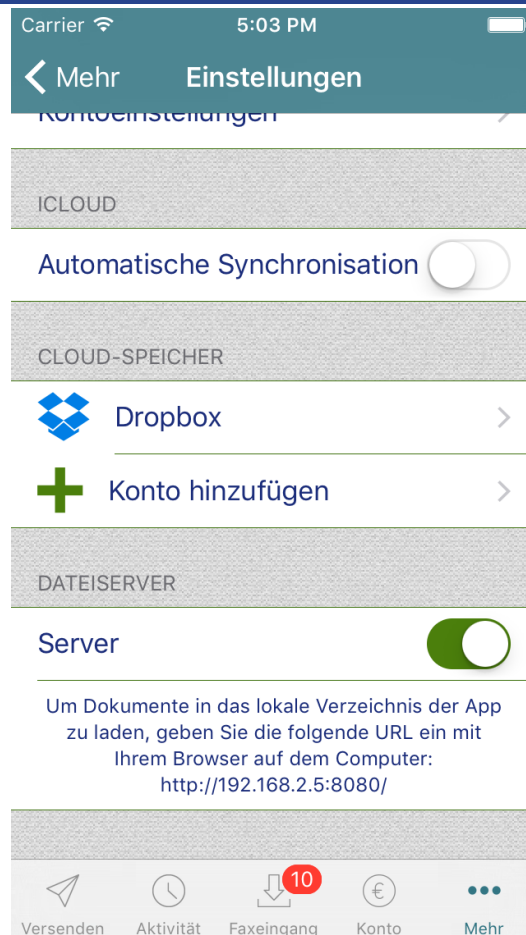 Carrier 5:03 PM
Mehr Einstellungen
Kontoeinstellungen
ICLOUD
Automatische Synchronisation
CLOUD-SPEICHER
Dropbox
Konto hinzufügen
DATEISERVER
Server
Um Dokumente in das lokale Verzeichnis der App
zu laden, geben Sie die folgende URL ein mit
Ihrem Browser auf dem Computer:
http://192.168.2.5:8080/
10
€
Versenden Aktivität Faxeingang Konto Mehr